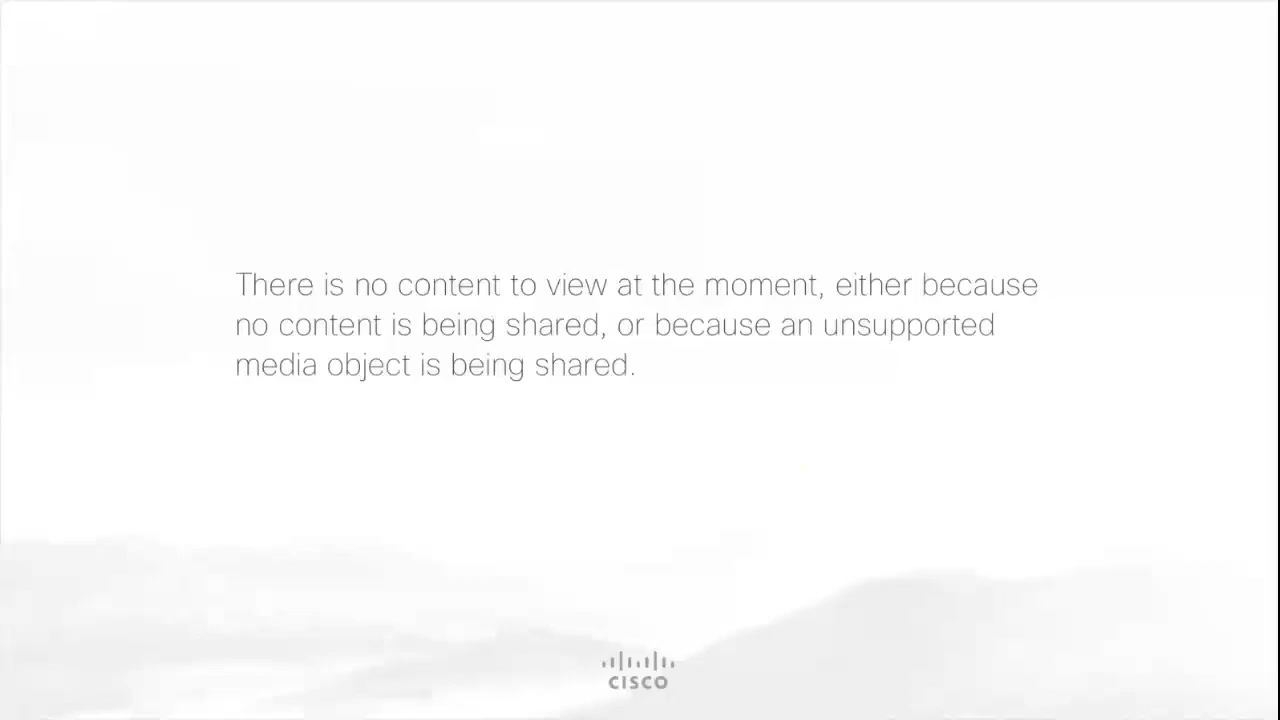 There is no content to view at the moment, either because
no content is being shared, or because an unsupported
media object is being shared.
CISCO